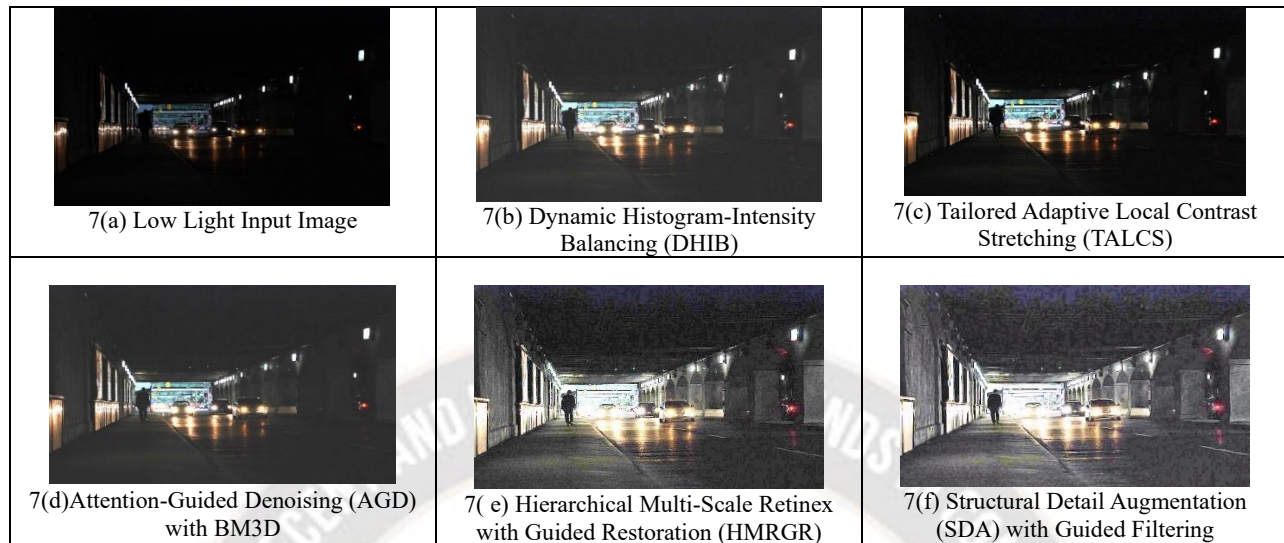 7(a) Low Light Input Image
7(b) Dynamic Histogram-Intensity
Balancing (DHIB)
7(c) Tailored Adaptive Local Contrast
Stretching (TALCS)
7(d)Attention-Guided Denoising (AGD)
with BM3D
7( e) Hierarchical Multi-Scale Retinex
with Guided Restoration (HMRGR)
7(f) Structural Detail Augmentation
(SDA) with Guided Filtering